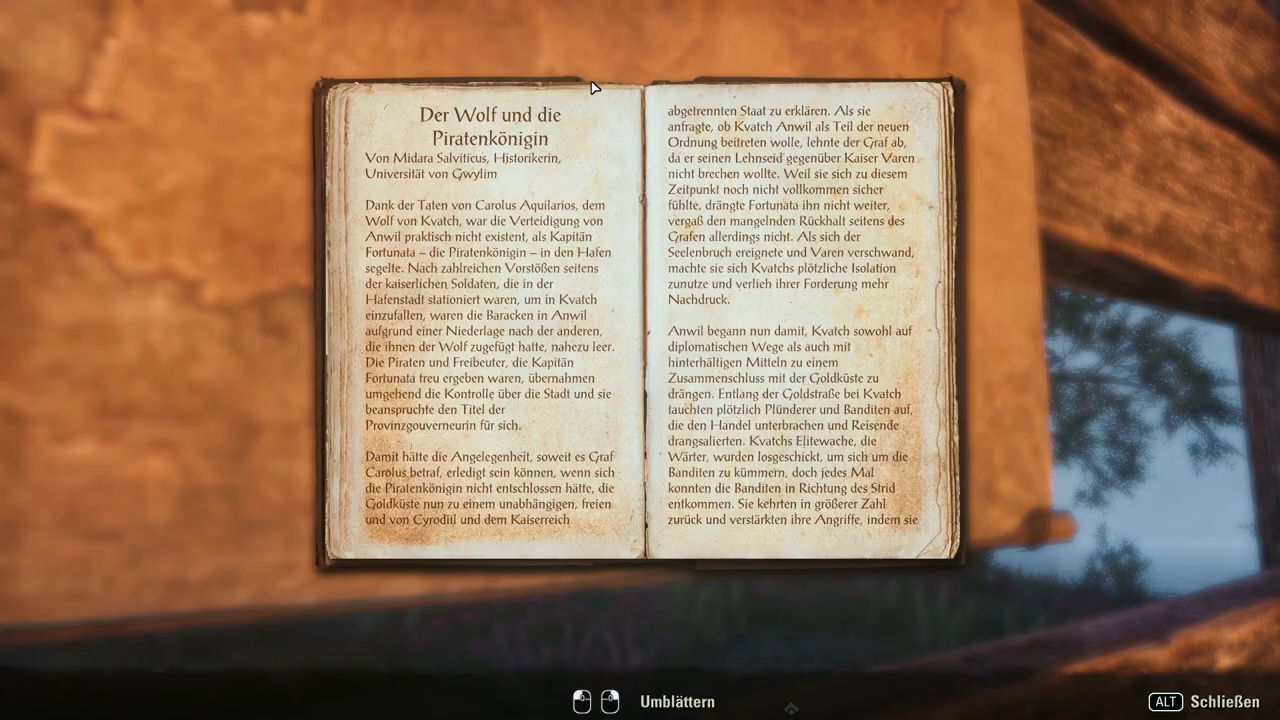 Der Wolf und die
Piratenkönigin
Von Midara Salviticus, Historikerin,
Universität von Gwylim
Dank der Taten von Carolus Aquilarios, dem
Wolf von Kvatch, war die Verteidigung von
Anwil praktisch nicht existent, als Kapitän
Fortunata – die Piratenkönigin – in den Hafen
segelte. Nach zahlreichen Vorstößen seitens
der kaiserlichen Soldaten, die in der
Hafenstadt stationiert waren, um in Kvatch
einzufallen, waren die Baracken in Anwil
aufgrund einer Niederlage nach der anderen,
die ihnen der Wolf zugefügt hatte, nahezu leer.
Die Piraten und Freibeuter, die Kapitän
Fortunata treu ergeben waren, übernahmen
umgehend die Kontrolle über die Stadt und sie
beanspruchte den Titel der
Provinzgouverneurin für sich.
Damit hätte die Angelegenheit, soweit es Graf
Carolus betraf, erledigt sein können, wenn sich
die Piratenkönigin nicht entschlossen hätte, die
Goldküste nun zu einem unabhängigen, freien
und von Cyrodiil und dem Kaiserreich
abgetrennten Staat zu erklären. Als sie
anfragte, ob Kvatch Anwil als Teil der neuen
Ordnung beitreten wolle, lehnte der Graf ab,
da er seinen Lehnseid gegenüber Kaiser Varen
nicht brechen wollte. Weil sie sich zu diesem
Zeitpunkt noch nicht vollkommen sicher
fühlte, drängte Fortunata ihn nicht weiter,
vergaß den mangelnden Rückhalt seitens des
Grafen allerdings nicht. Als sich der
Seelenbruch ereignete und Varen verschwand,
machte sie sich Kvatchs plötzliche Isolation
zunutze und verlieh ihrer Forderung mehr
Nachdruck.
Anwil begann nun damit, Kvatch sowohl auf
diplomatischen Wege als auch mit
hinterhältigen Mitteln zu einem
Zusammenschluss mit der Goldküste zu
drängen. Entlang der Goldstraße bei Kvatch
tauchten plötzlich Plünderer und Banditen auf,
die den Handel unterbrachen und Reisende
drangsalierten. Kvatchs Elitewache, die
Wärter, wurden losgeschickt, um sich um die
Banditen zu kümmern, doch jedes Mal
konnten die Banditen in Richtung des Strid
entkommen. Sie kehrten in größerer Zahl
zurück und verstärkten ihre Angriffe, indem sie
Umblättern
ALT Schließen